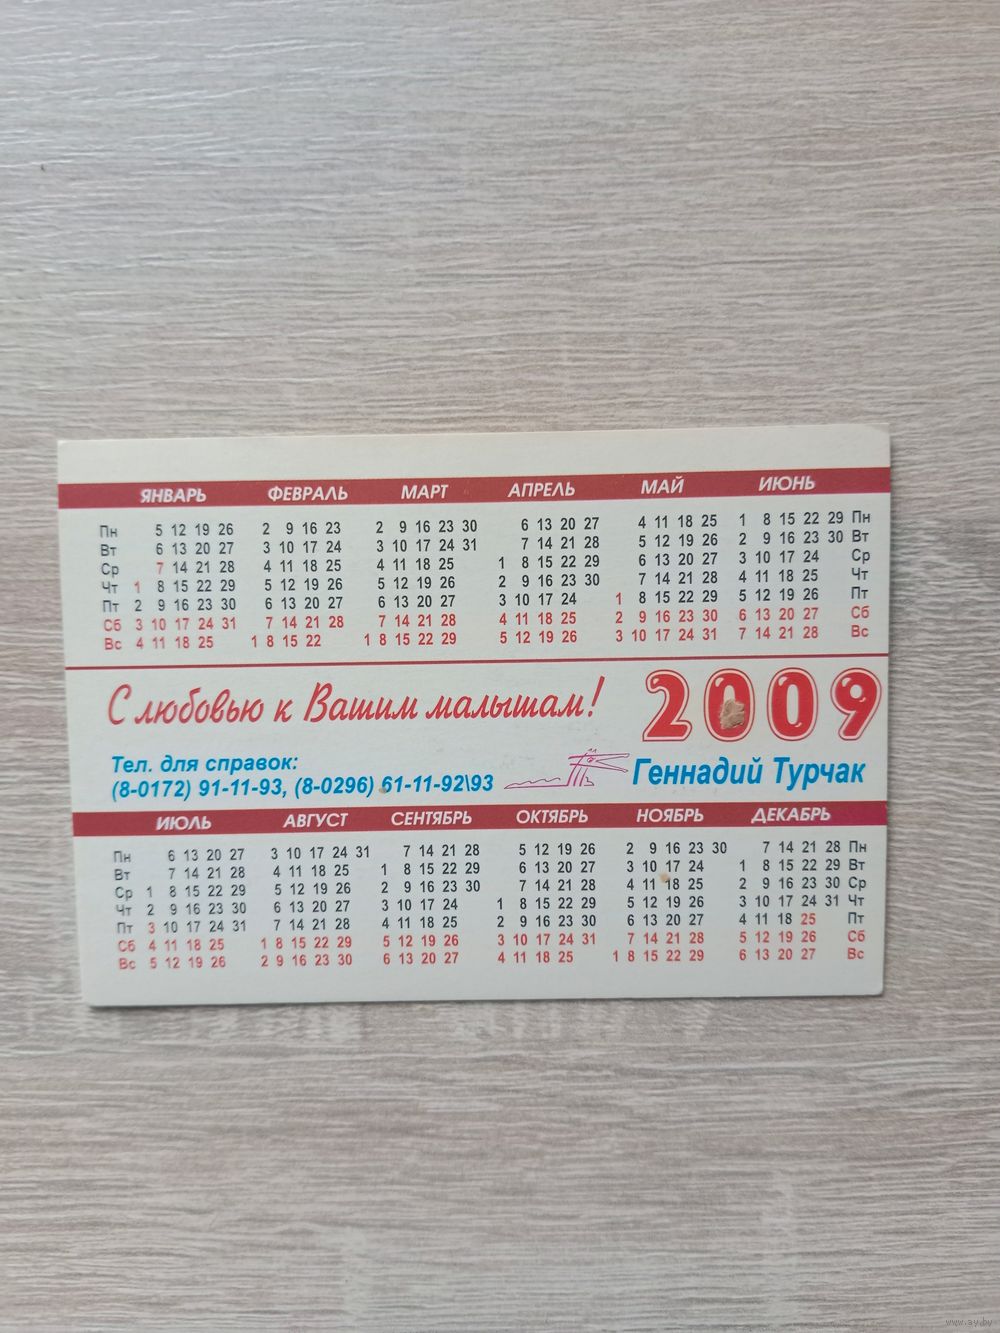 ЯНВАРЬ ФЕВРАЛЬ МАРТ АПРЕЛЬ МАЙ ИЮНЬ
Пн 5 12 19 26 2 9 16 23 2 9 16 23 30 6 13 20 27 4 11 18 25 1 8 15 22 29 Пн
Вт 6 13 20 27 3 10 17 24 3 10 17 24 31 7 14 21 28 5 12 19 26 2 9 16 23 30 Вт
Ср 7 14 21 28 4 11 18 25 4 11 18 25 1 8 15 22 29 6 13 20 27 3 10 17 24 Ср
Чт 1 8 15 22 29 5 12 19 26 5 12 19 26 2 9 16 23 30 7 14 21 28 4 11 18 25 Чт
Пт 2 9 16 23 30 6 13 20 27 6 13 20 27 3 10 17 24 1 8 15 22 29 5 12 19 26 Пт
Сб 3 10 17 24 31 7 14 21 28 7 14 21 28 4 11 18 25 2 9 16 23 30 6 13 20 27 Сб
Вс 4 11 18 25 1 8 15 22 1 8 15 22 29 5 12 19 26 3 10 17 24 31 7 14 21 28 Вс
С любовью к Вашим малышам! 2009
Тел. для справок:
(8-0172) 91-11-93, (8-0296) 61-11-92\93 Геннадий Турчак
ИЮЛЬ АВГУСТ СЕНТЯБРЬ ОКТЯБРЬ НОЯБРЬ ДЕКАБРЬ
Пн 6 13 20 27 3 10 17 24 31 7 14 21 28 5 12 19 26 2 9 16 23 30 7 14 21 28 Пн
Вт 7 14 21 28 4 11 18 25 1 8 15 22 29 6 13 20 27 3 10 17 24 1 8 15 22 29 Вт
Ср 1 8 15 22 29 5 12 19 26 2 9 16 23 30 7 14 21 28 4 11 18 25 2 9 16 23 30 Ср
Чт 2 9 16 23 30 6 13 20 27 3 10 17 24 1 8 15 22 29 5 12 19 26 3 10 17 24 31 Чт
Пт 3 10 17 24 31 7 14 21 28 4 11 18 25 2 9 16 23 30 6 13 20 27 4 11 18 25 Пт
Сб 4 11 18 25 1 8 15 22 29 5 12 19 26 3 10 17 24 31 7 14 21 28 5 12 19 26 Сб
Вс 5 12 19 26 2 9 16 23 30 6 13 20 27 4 11 18 25 1 8 15 22 29 6 13 20 27 Вс
www.ay.by